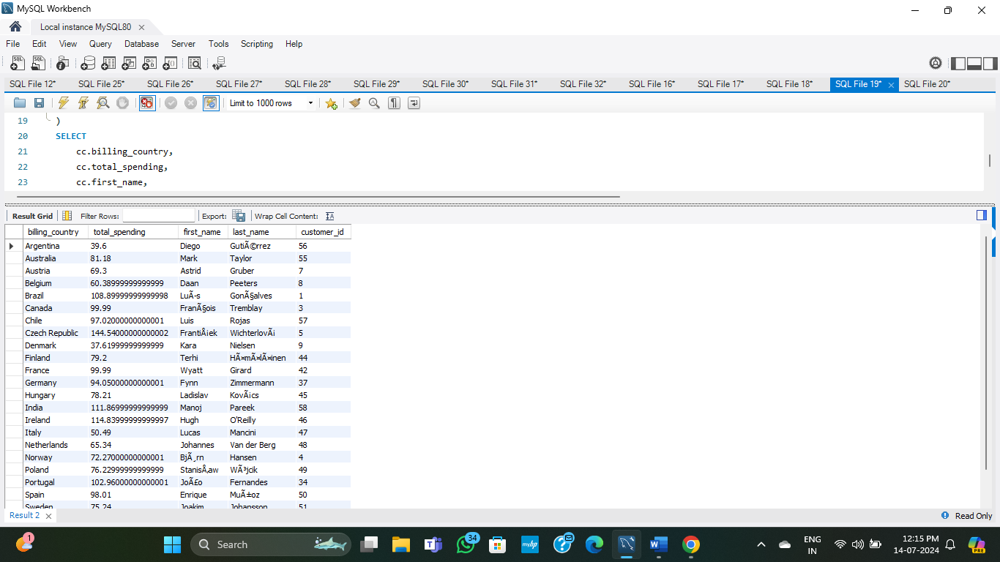 MySQL Workbench
Local instance MySQL80
File Edit View Query Database Server Tools Scripting Help
SQL File 12* SQL File 25* SQL File 26* SQL File 27* SQL File 28* SQL File 29* SQL File 30* SQL File 31* SQL File 32* SQL File 16* SQL File 17* SQL File 18* SQL File 19* SQL File 20*
Limit to 1000 rows
19 )
20 SELECT
21 cc.billing_country,
22 cc.total_spending,
23 cc.first_name,
Result Grid Filter Rows: Export: Wrap Cell Content:
billing_country total_spending first_name last_name customer_id
Argentina 39.6 Diego GutiÃ©rrez 56
Australia 81.18 Mark Taylor 55
Austria 69.3 Astrid Gruber 7
Belgium 60.38999999999999 Daan Peeters 8
Brazil 108.89999999999998 LuÃ-s GonÃ§alves 1
Canada 99.99 FranÃ§ois Tremblay 3
Chile 97.02000000000001 Luis Rojas 57
Czech Republic 144.54000000000002 FrantiÅ¡ek WichterlovÃ¡ 5
Denmark 37.61999999999999 Kara Nielsen 9
Finland 79.2 Terhi HÃ¤mÃ¤lÃ¤inen 44
France 99.99 Wyatt Girard 42
Germany 94.05000000000001 Fynn Zimmermann 37
Hungary 78.21 Ladislav KovÃ¡cs 45
India 111.86999999999999 Manoj Pareek 58
Ireland 114.83999999999997 Hugh O'Reilly 46
Italy 50.49 Lucas Mancini 47
Netherlands 65.34 Johannes Van der Berg 48
Norway 72.27000000000001 BjÃ¸rn Hansen 4
Poland 76.22999999999999 StanisÅ‚aw WÃ³jcik 49
Portugal 102.96000000000001 JoÃ£o Fernandes 34
Spain 98.01 Enrique MuÃ±oz 50
Sweden 75.24 Joakim Johansson 51
Result 2 Read Only
1 Search 34 myhp ENG IN 12:15 PM 14-07-2024 PRE